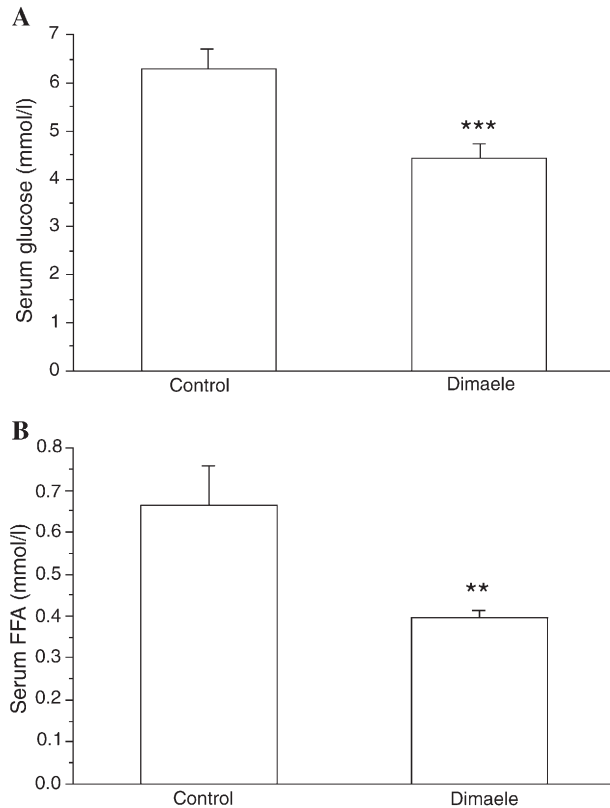 A
Serum glucose (mmol/l)
7
6
5
4
3
2
1
0
***
Control
Dimaele
B
Serum FFA (mmol/l)
0.8
0.7
0.6
0.5
0.4
0.3
0.2
0.1
0.0
**
Control
Dimaele